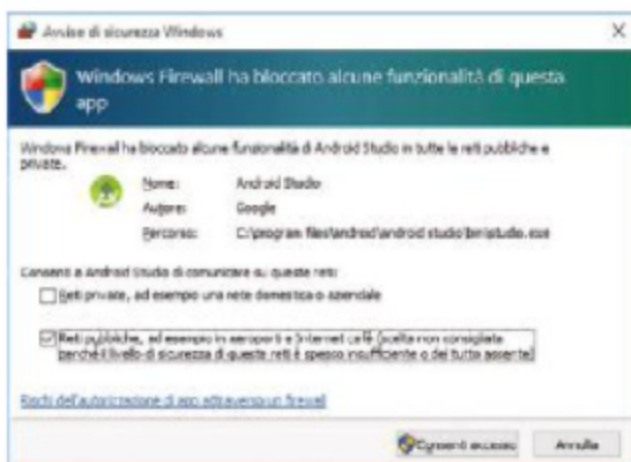 Avviso di sicurezza Windows
Windows Firewall ha bloccato alcune funzionalità di questa
app
Windows Firewall ha bloccato alcune funzionalità di Android Studio in tutte le reti pubbliche e
private.
Nome: Android Studio
Autore: Google
Percorso: C:\program files\android\android studio\bin\studio.exe
Consenti a Android Studio di comunicare su queste reti:
Reti private, ad esempio una rete domestica o aziendale
Reti pubbliche, ad esempio in aeroporti e Internet café (scelta non consigliata
perché il livello di sicurezza di queste reti è spesso insufficiente o del tutto assente)
Rischi dell'autorizzazione di app attraverso un firewall
Consenti accesso
Annulla